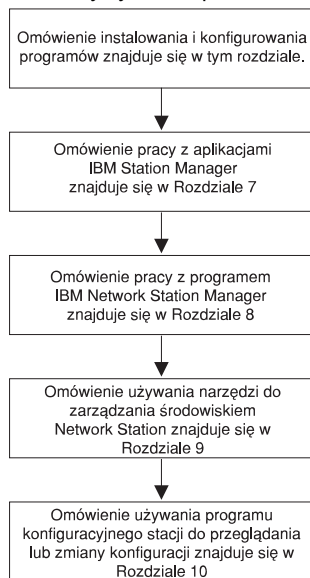 Omówienie instalowania i konfigurowania
programów znajduje się w tym rozdziale.
Omówienie pracy z aplikacjami
IBM Station Manager
znajduje się w Rozdziale 7
Omówienie pracy z programem
IBM Network Station Manager
znajduje się w Rozdziale 8
Omówienie używania narzędzi do
zarządzania środowiskiem
Network Station znajduje się w
Rozdziale 9
Omówienie używania programu
konfiguracyjnego stacji do przeglądania
lub zmiany konfiguracji znajduje się w
Rozdziale 10